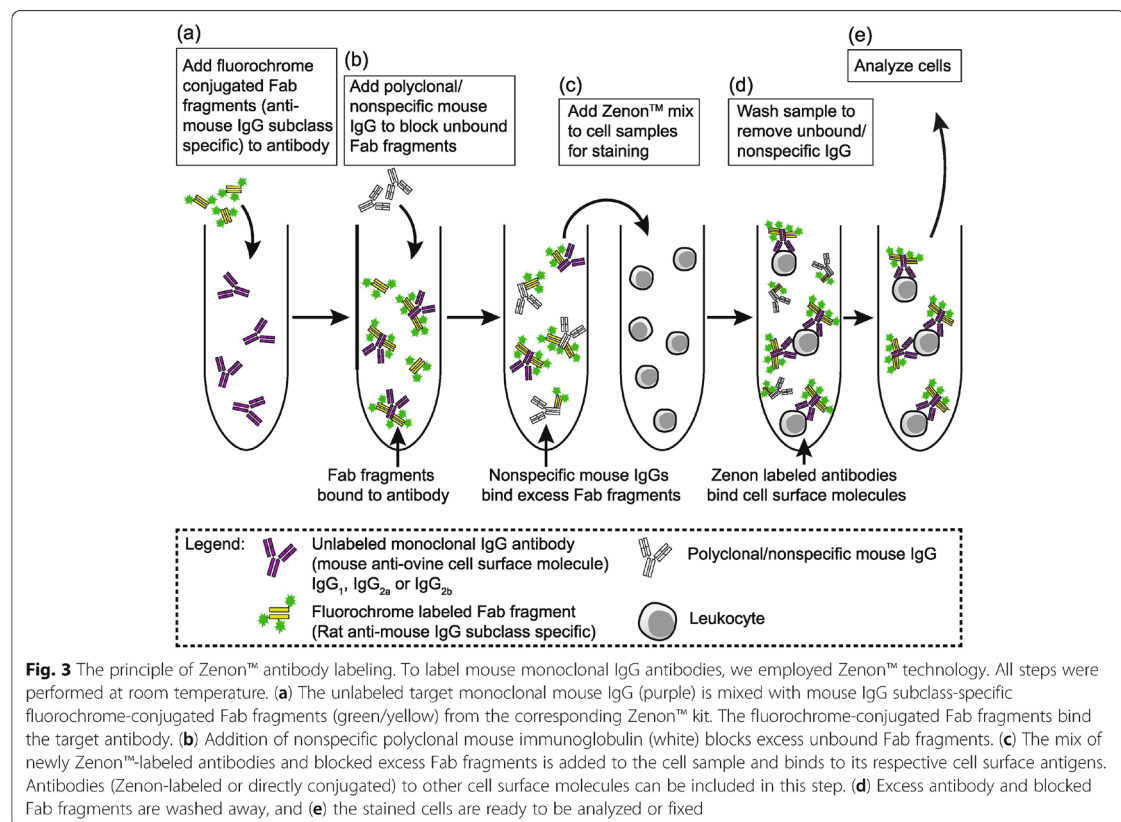 (a)
Add fluorochrome
conjugated Fab
fragments (anti-
mouse IgG subclass
specific) to antibody
(b)
Add polyclonal/
nonspecific mouse
IgG to block unbound
Fab fragments
(c)
Add Zenon™ mix
to cell samples
for staining
(d)
Wash sample to
remove unbound/
nonspecific IgG
(e)
Analyze cells
Fab fragments
bound to antibody
Nonspecific mouse IgGs
bind excess Fab fragments
Zenon labeled antibodies
bind cell surface molecules
Legend:
Unlabeled monoclonal IgG antibody
(mouse anti-ovine cell surface molecule)
IgG1, IgG2a or IgG2b
Fluorochrome labeled Fab fragment
(Rat anti-mouse IgG subclass specific)
Polyclonal/nonspecific mouse IgG
Leukocyte
Fig. 3 The principle of Zenon™ antibody labeling. To label mouse monoclonal IgG antibodies, we employed Zenon™ technology. All steps were
performed at room temperature. (a) The unlabeled target monoclonal mouse IgG (purple) is mixed with mouse IgG subclass-specific
fluorochrome-conjugated Fab fragments (green/yellow) from the corresponding Zenon™ kit. The fluorochrome-conjugated Fab fragments bind
the target antibody. (b) Addition of nonspecific polyclonal mouse immunoglobulin (white) blocks excess unbound Fab fragments. (c) The mix of
newly Zenon™-labeled antibodies and blocked excess Fab fragments is added to the cell sample and binds to its respective cell surface antigens.
Antibodies (Zenon-labeled or directly conjugated) to other cell surface molecules can be included in this step. (d) Excess antibody and blocked
Fab fragments are washed away, and (e) the stained cells are ready to be analyzed or fixed